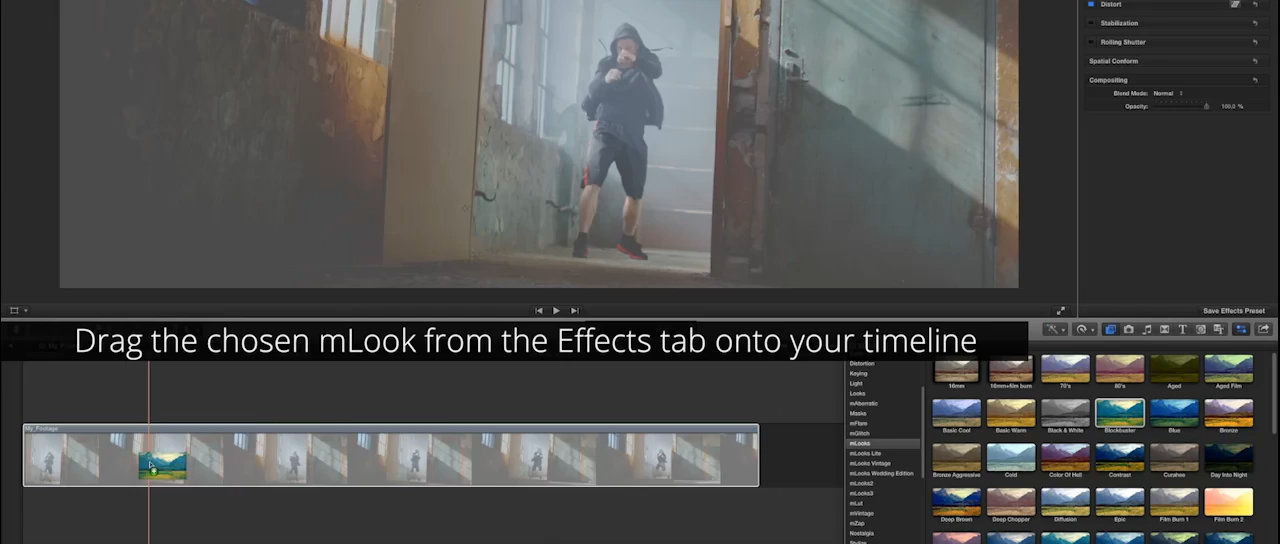 Distort
Stabilization
Rolling Shutter
Spatial Conform
Compositing
Blend Mode: Normal
Opacity: 100,0 %
Save Effects Preset
Drag the chosen mLook from the Effects tab onto your timeline
My_Footage
Distortion
Keying
Light
Looks
mAberratic
Masks
mFlare
mGlitch
mLooks
mLooks Lite
mLooks Vintage
mLooks Wedding Edition
mLooks2
mLooks3
mLut
mVintage
mZap
Nostalgia
Stylize
16mm 16mm+film burn 70's 80's Aged Aged Film
Basic Cool Basic Warm Black & White Blockbuster Blue Bronze
Bronze Aggressive Cold Color Of Hell Contrast Curahee Day Into Night
Deep Brown Deep Chopper Diffusion Epic Film Burn 1 Film Burn 2